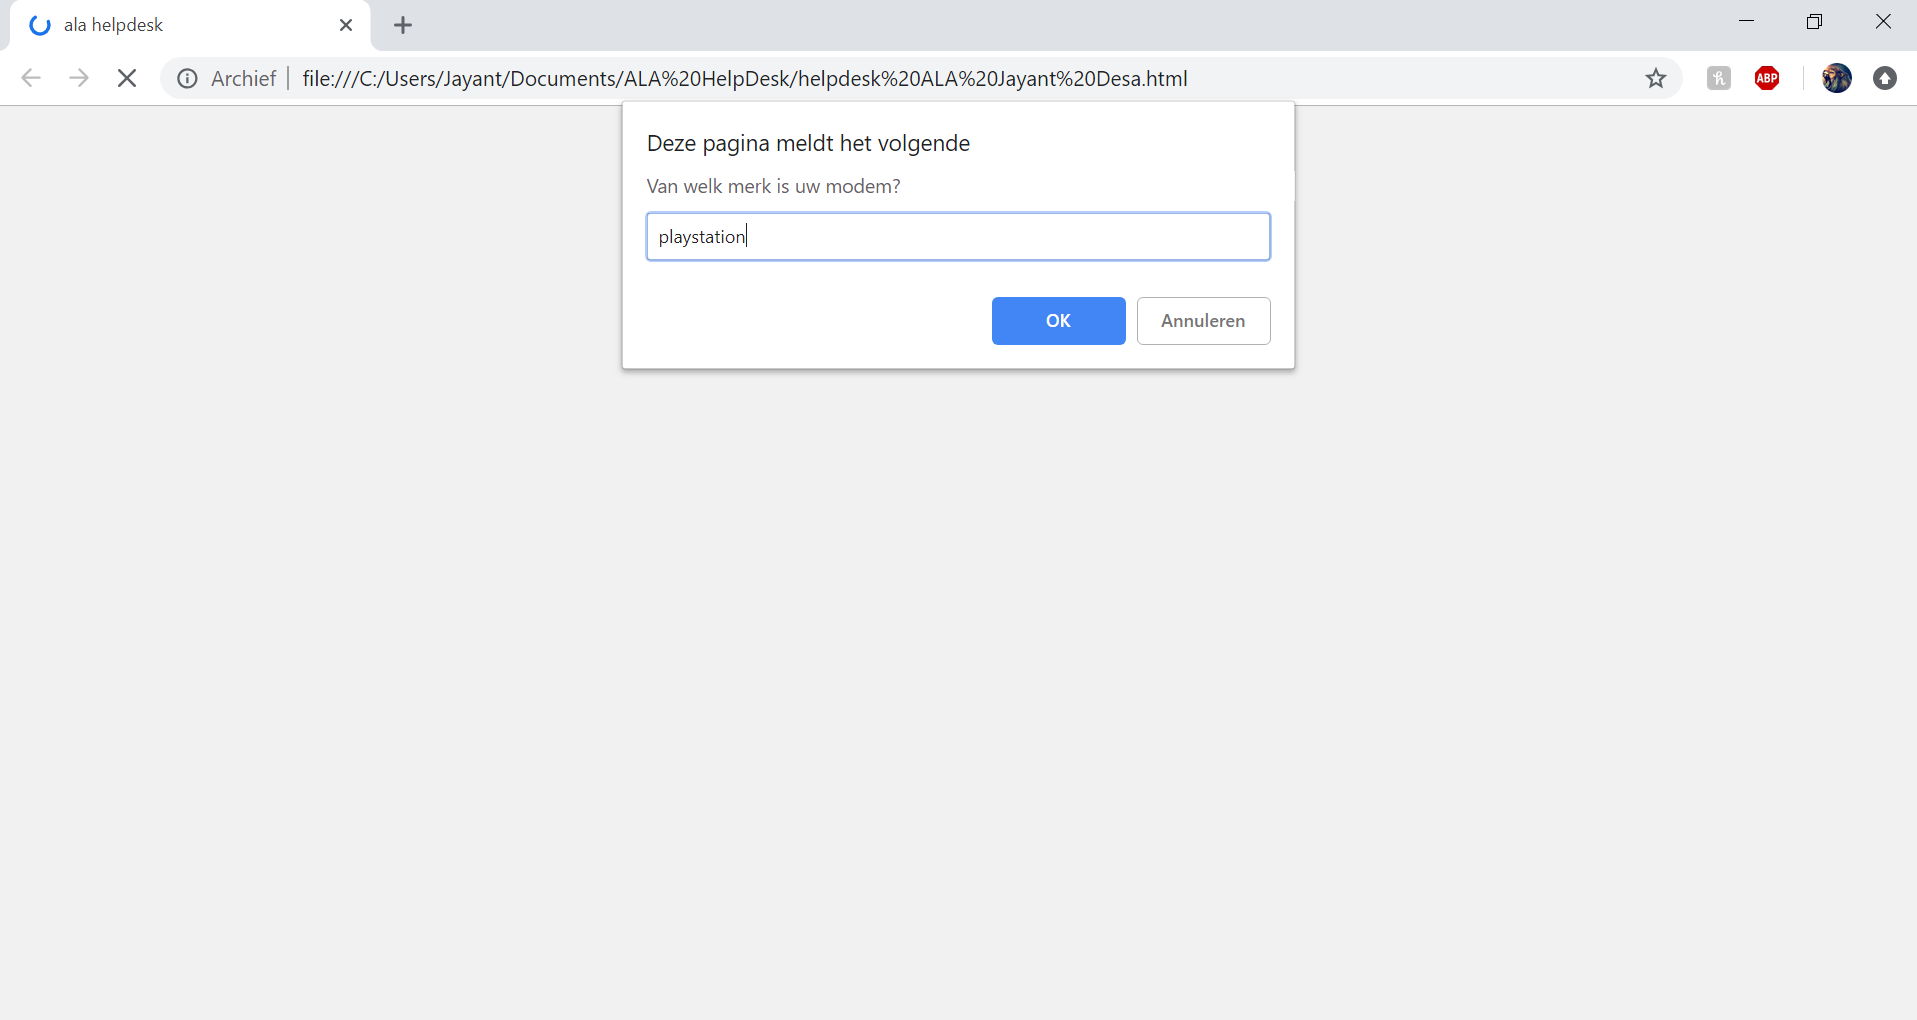 ala helpdesk
Archief file:///C:/Users/Jayant/Documents/ALA%20HelpDesk/helpdesk%20ALA%20Jayant%20Desa.html
ABP
Deze pagina meldt het volgende
Van welk merk is uw modem?
playstation
OK Annuleren